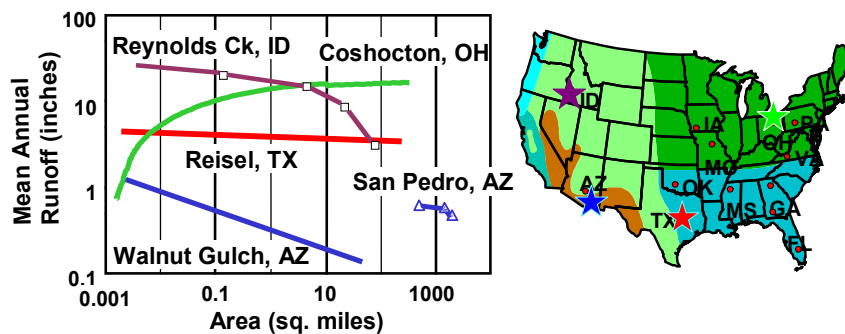 100
10
1
0.1
Mean Annual
Runoff (inches)
Reynolds Ck, ID
Coshocton, OH
Reisel, TX
San Pedro, AZ
Walnut Gulch, AZ
0.001
0.1
10
1000
Area (sq. miles)
ID
IA
PA
OH
MO
VA
AZ
OK
TX
MS
GA
FL